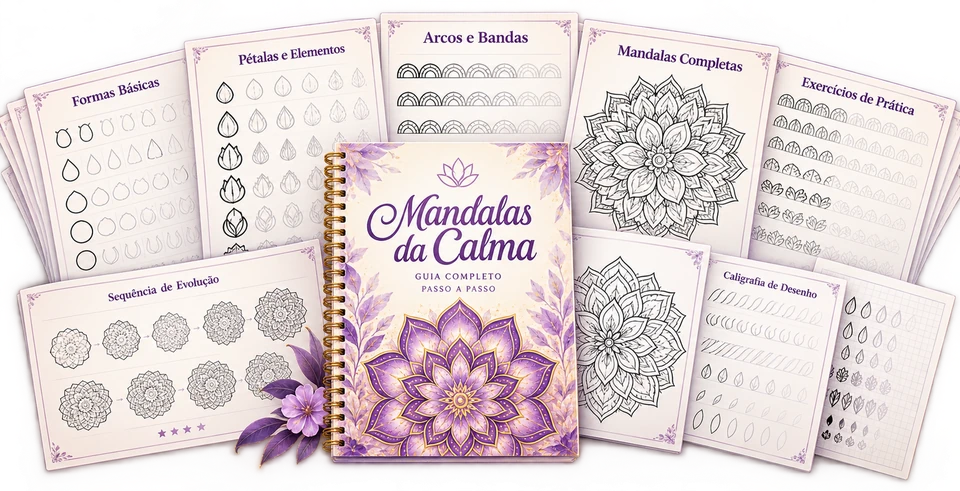 Formas Básicas
Pétalas e Elementos
Arcos e Bandas
Mandalas Completas
Exercícios de Prática
Mandalas
da Calma
GUIA COMPLETO
PASSO A PASSO
Sequência de Evolução
Caligrafia de Desenho